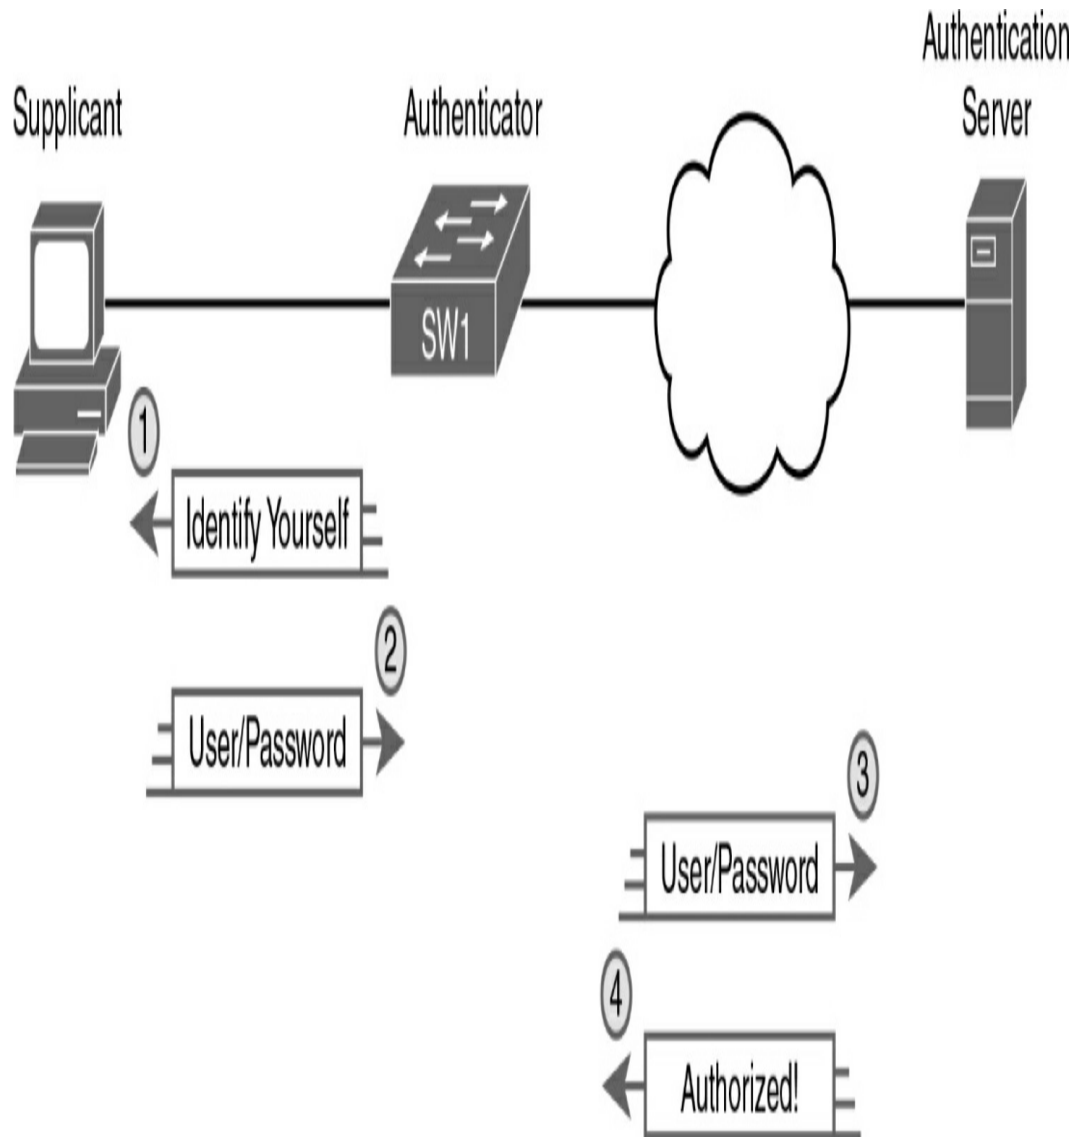 Authentication
Server
Supplicant
Authenticator
SW1
1
Identify Yourself
2
User/Password
3
User/Password
4
Authorized!